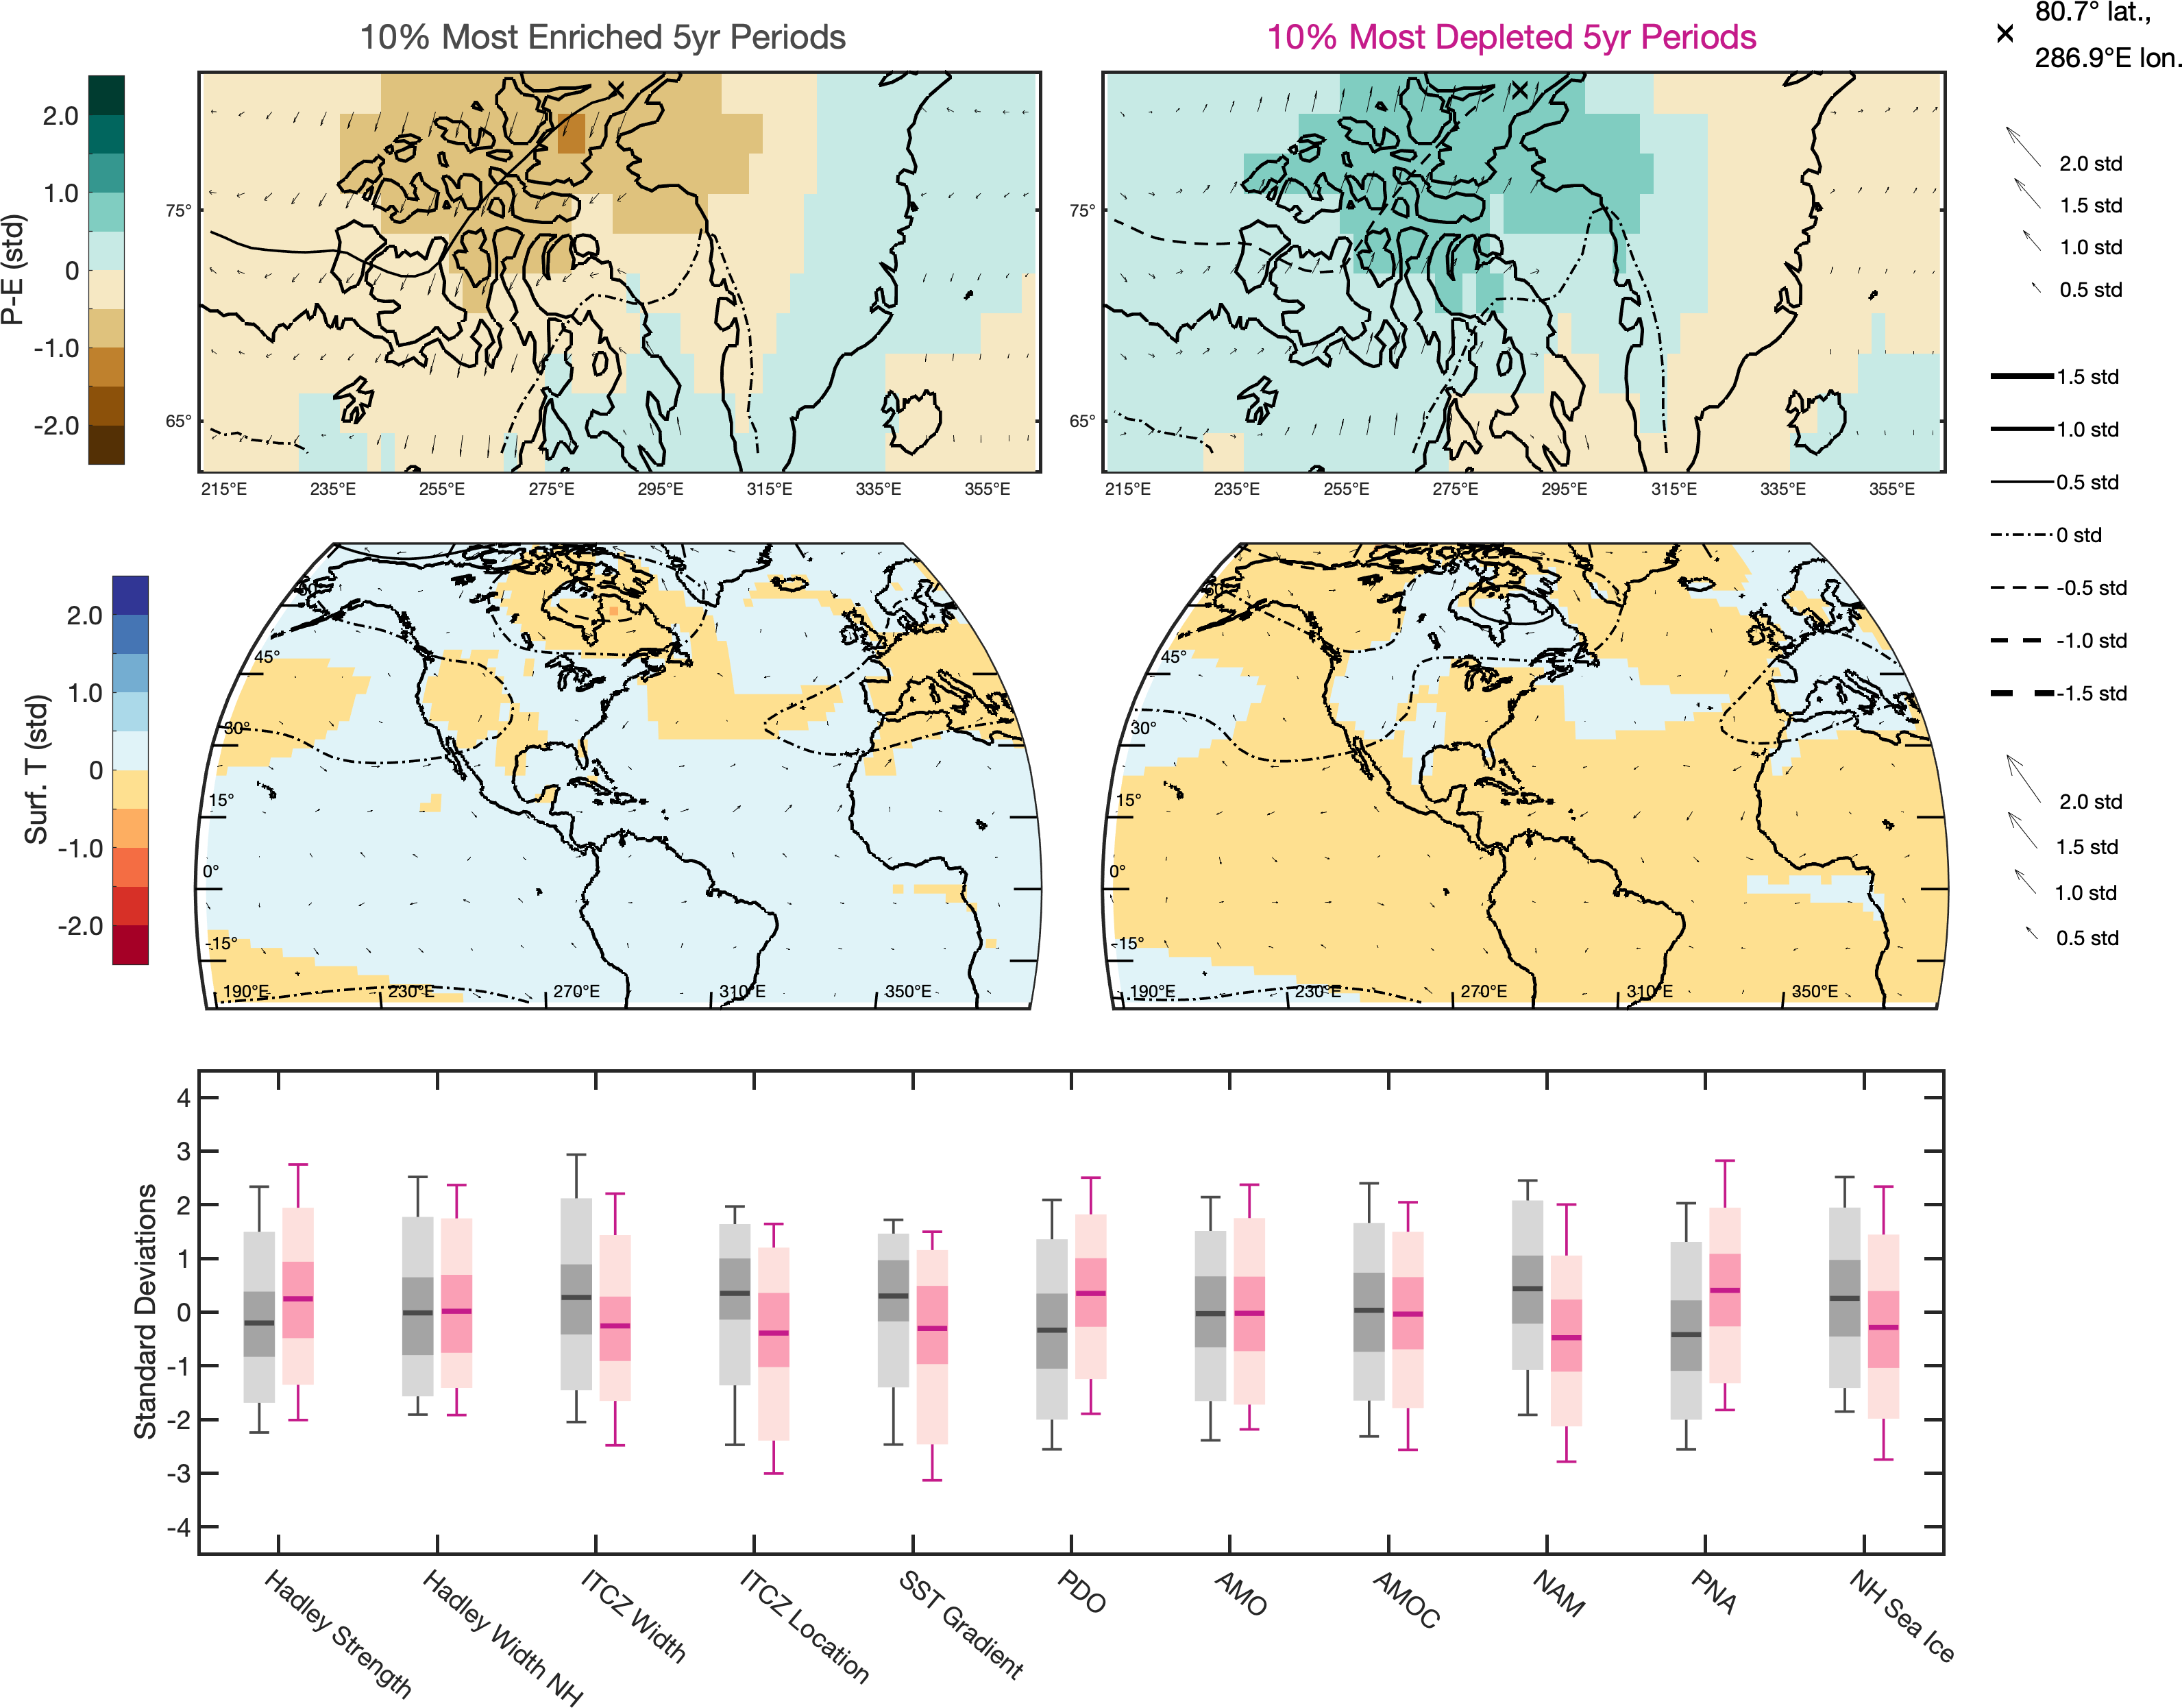 10% Most Enriched 5yr Periods
10% Most Depleted 5yr Periods
80.7° lat.,
286.9°E lon.
P-E (std)
2.0
1.0
0
-1.0
-2.0
75°
65°
215°E 235°E 255°E 275°E 295°E 315°E 335°E 355°E
75°
65°
215°E 235°E 255°E 275°E 295°E 315°E 335°E 355°E
2.0 std
1.5 std
1.0 std
0.5 std
1.5 std
1.0 std
0.5 std
0 std
-0.5 std
-1.0 std
-1.5 std
2.0 std
1.5 std
1.0 std
0.5 std
Surf. T (std)
2.0
1.0
0
-1.0
-2.0
45°
30°
15°
0°
-15°
190°E 230°E 270°E 310°E 350°E
45°
30°
15°
0°
-15°
190°E 230°E 270°E 310°E 350°E
Standard Deviations
4
3
2
1
0
-1
-2
-3
-4
Hadley Strength
Hadley Width NH
ITCZ Width
ITCZ Location
SST Gradient
PDO
AMO
AMOC
NAM
PNA
NH Sea Ice